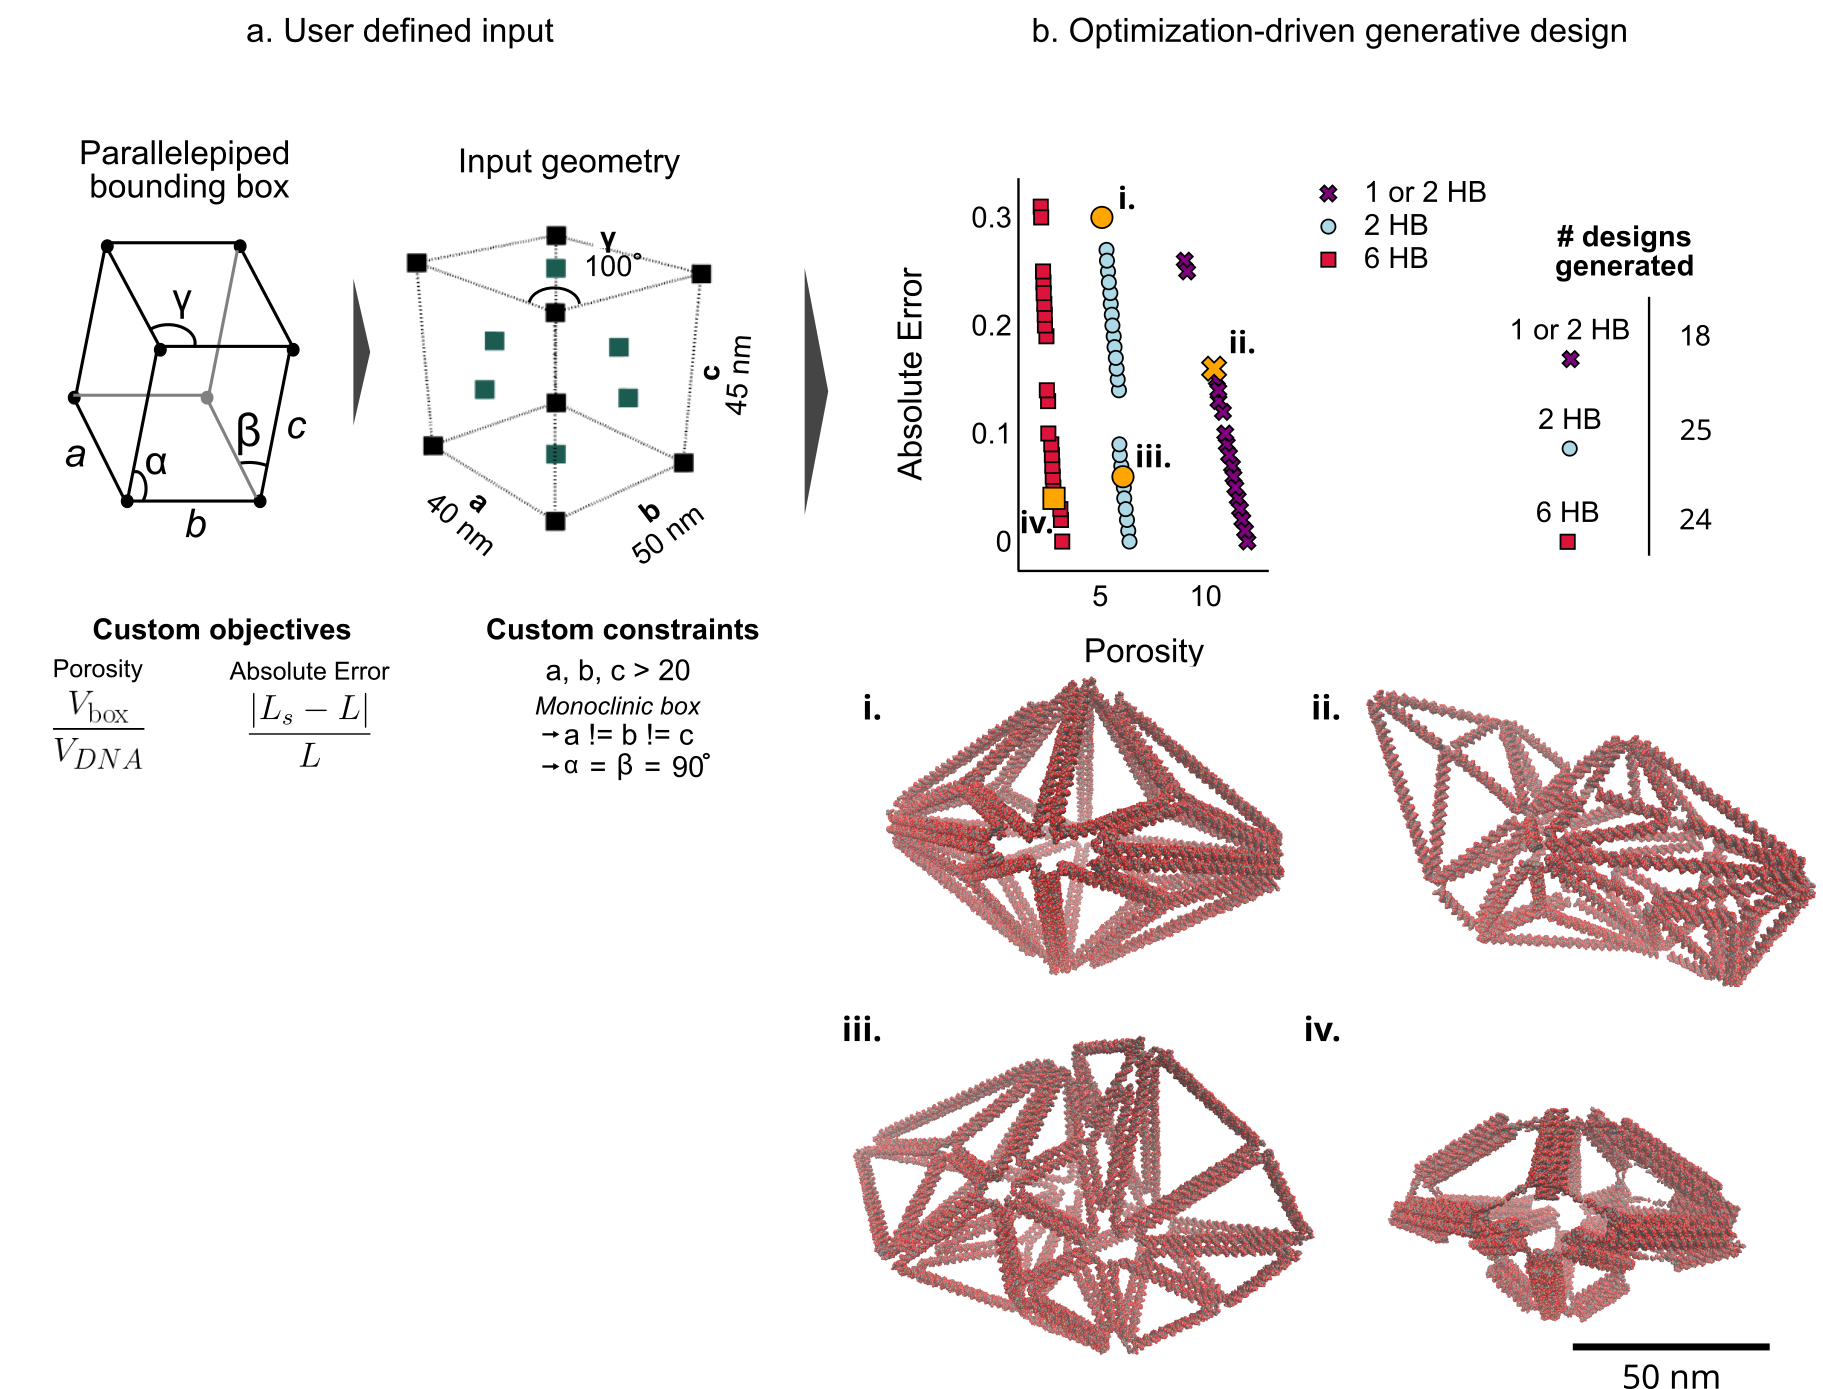 a. User defined input
b. Optimization-driven generative design
Parallelepiped
bounding box
γ
β
c
a
α
b
Input geometry
γ
100°
c
45 nm
a
40 nm
b
50 nm
Custom objectives
Porosity
V_box
V_DNA
Absolute Error
|L_s − L|
L
Custom constraints
a, b, c > 20
Monoclinic box
→a != b != c
→α = β = 90°
Absolute Error
0.3
0.2
0.1
0
5 10
Porosity
i.
ii.
iii.
iv.
1 or 2 HB
2 HB
6 HB
# designs
generated
1 or 2 HB 18
2 HB 25
6 HB 24
i.
ii.
iii.
iv.
50 nm